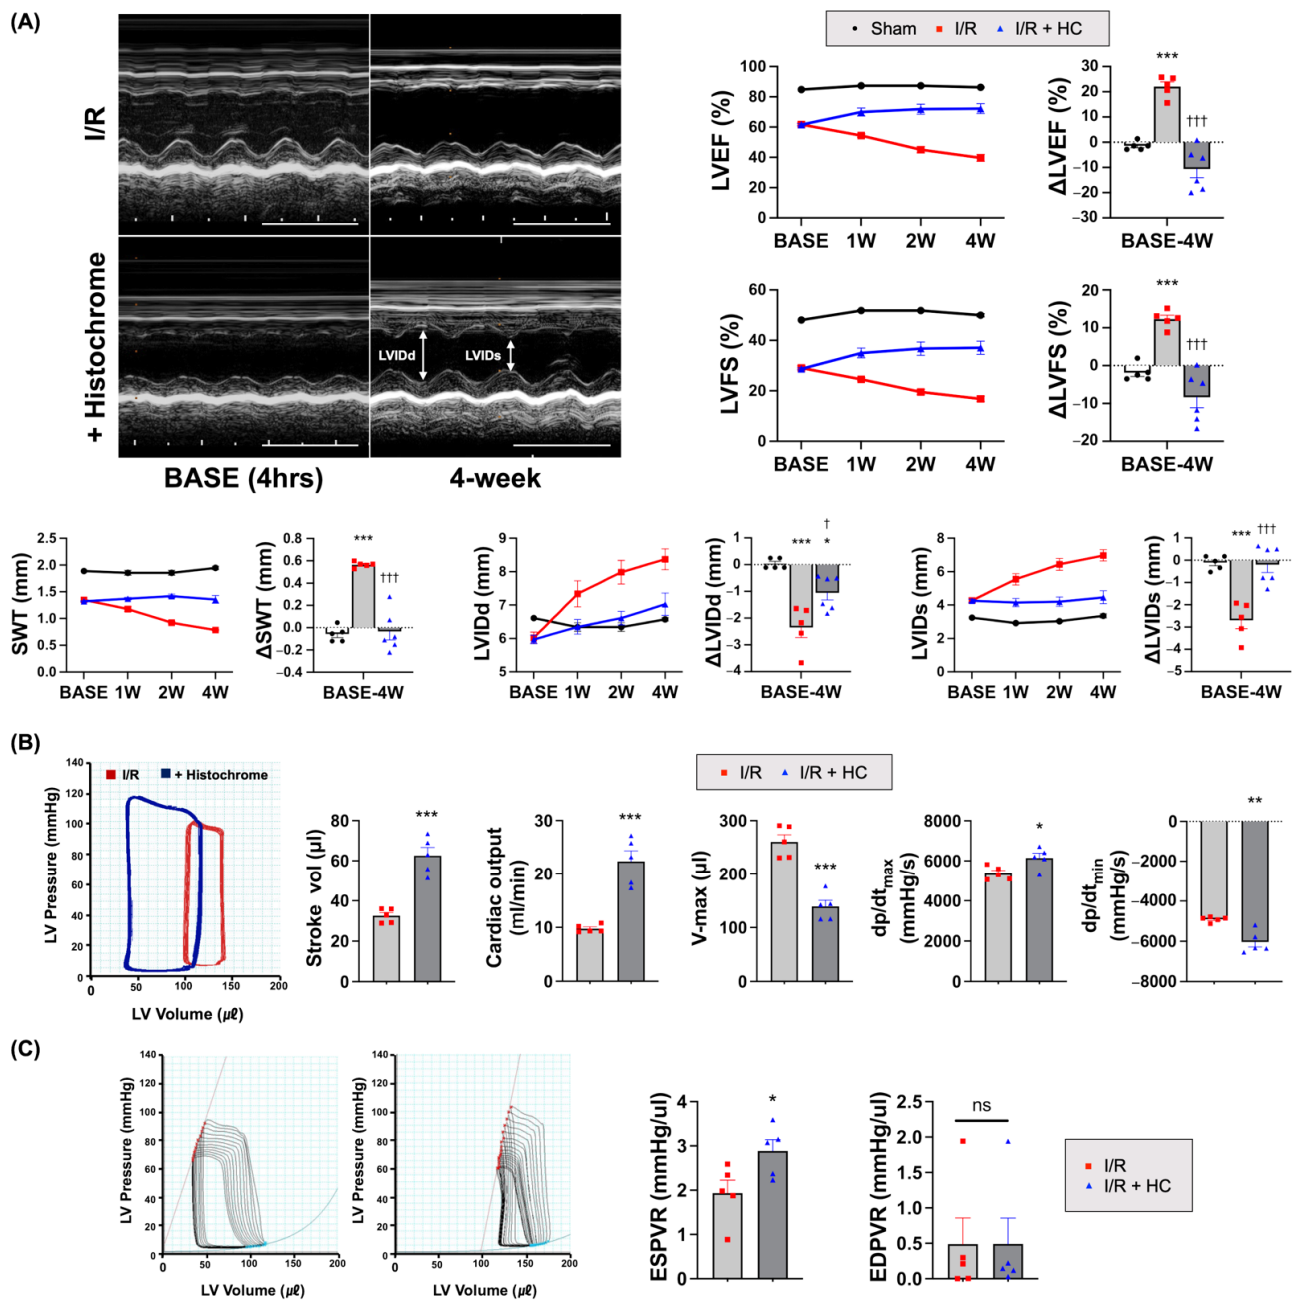 (A)
Sham I/R I/R + HC
I/R
+ Histochrome
LVIDd
LVIDs
BASE (4hrs)
4-week
LVEF (%)
100
80
60
40
20
0
BASE 1W 2W 4W
ΔLVEF (%)
30
20
10
0
−10
−20
−30
***
†††
BASE-4W
LVFS (%)
60
40
20
0
BASE 1W 2W 4W
ΔLVFS (%)
20
10
0
−10
−20
***
†††
BASE-4W
SWT (mm)
2.5
2.0
1.5
1.0
0.5
0.0
BASE 1W 2W 4W
ΔSWT (mm)
0.8
0.6
0.4
0.2
0.0
−0.2
−0.4
***
†††
BASE-4W
LVIDd (mm)
9
8
7
6
5
BASE 1W 2W 4W
ΔLVIDd (mm)
1
0
−1
−2
−3
−4
***
†
*
BASE-4W
LVIDs (mm)
8
6
4
2
0
BASE 1W 2W 4W
ΔLVIDs (mm)
1
0
−1
−2
−3
−4
−5
***
†††
BASE-4W
(B)
I/R + Histochrome
LV Pressure (mmHg)
140
120
100
80
60
40
20
0
0 50 100 150 200
LV Volume (µℓ)
I/R I/R + HC
Stroke vol (µl)
80
60
40
20
0
***
Cardiac output
(ml/min)
30
20
10
0
***
V-max (µl)
300
200
100
0
***
dp/dtmax
(mmHg/s)
8000
6000
4000
2000
0
*
dp/dtmin
(mmHg/s)
0
−2000
−4000
−6000
−8000
**
(C)
LV Pressure (mmHg)
140
120
100
80
60
40
20
0
0 50 100 150 200
LV Volume (µℓ)
LV Pressure (mmHg)
140
120
100
80
60
40
20
0
0 50 100 150 200
LV Volume (µℓ)
ESPVR (mmHg/ul)
4
3
2
1
0
*
EDPVR (mmHg/ul)
2.5
2.0
1.5
1.0
0.5
0.0
ns
I/R
I/R + HC